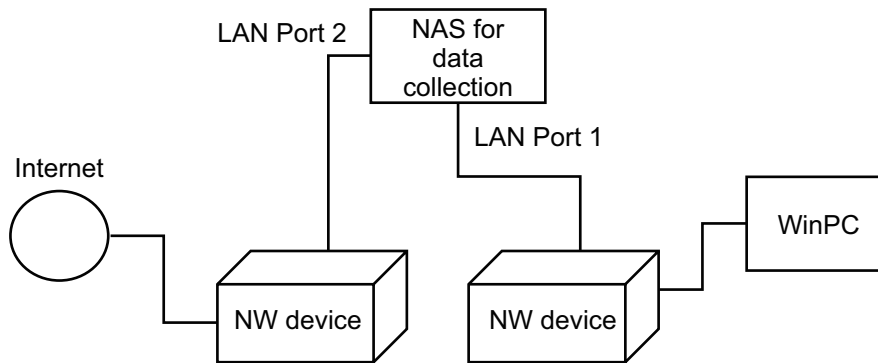 LAN Port 2
NAS for
data
collection
LAN Port 1
Internet
WinPC
NW device
NW device